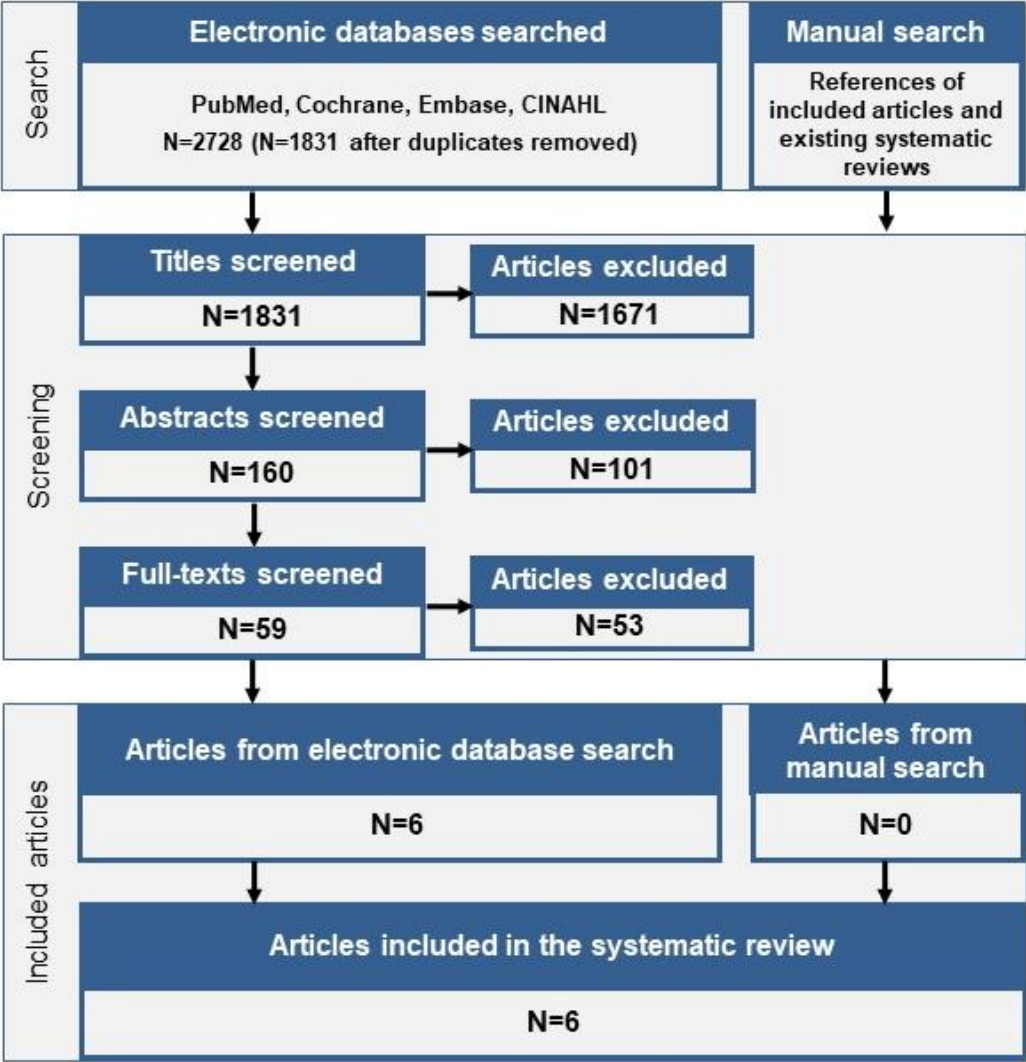 Search
Electronic databases searched
PubMed, Cochrane, Embase, CINAHL
N=2728 (N=1831 after duplicates removed)
Manual search
References of
included articles and
existing systematic
reviews
Screening
Titles screened
N=1831
Articles excluded
N=1671
Abstracts screened
N=160
Articles excluded
N=101
Full-texts screened
N=59
Articles excluded
N=53
Included articles
Articles from electronic database search
N=6
Articles from
manual search
N=0
Articles included in the systematic review
N=6